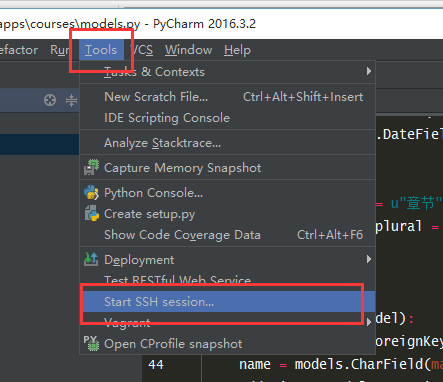 apps\courses\models.py - PyCharm 2016.3.2
efactor Run Tools VCS Window Help
Tasks & Contexts
New Scratch File... Ctrl+Alt+Shift+Insert
IDE Scripting Console
.DateField
Analyze Stacktrace...
Capture Memory Snapshot
Python Console...
= u"章节"
Create setup.py
plural =
Show Code Coverage Data Ctrl+Alt+F6
Deployment
Test RESTful Web Service
Start SSH session...
Vagrant
del):
Open CProfile snapshot
oreignKey
44 name = models.CharField(ma